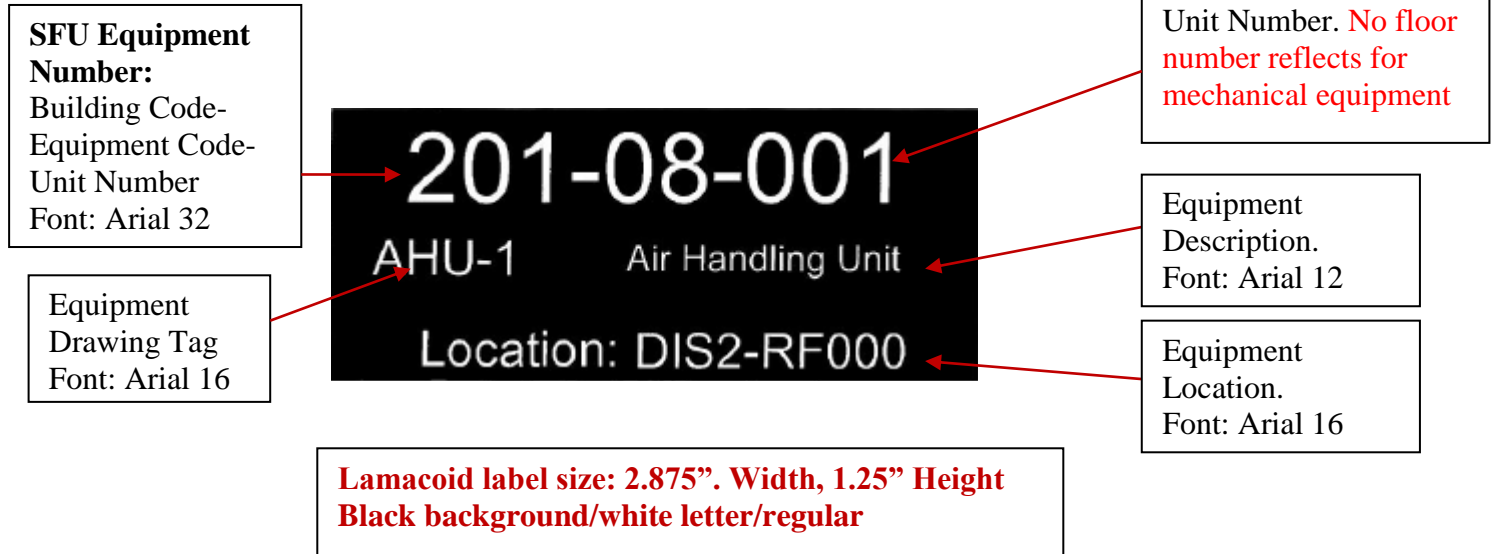 SFU Equipment
Number:
Building Code-
Equipment Code-
Unit Number
Font: Arial 32
Equipment
Drawing Tag
Font: Arial 16
201-08-001
AHU-1 Air Handling Unit
Location: DIS2-RF000
Unit Number. No floor
number reflects for
mechanical equipment
Equipment
Description.
Font: Arial 12
Equipment
Location.
Font: Arial 16
Lamacoid label size: 2.875”. Width, 1.25” Height
Black background/white letter/regular